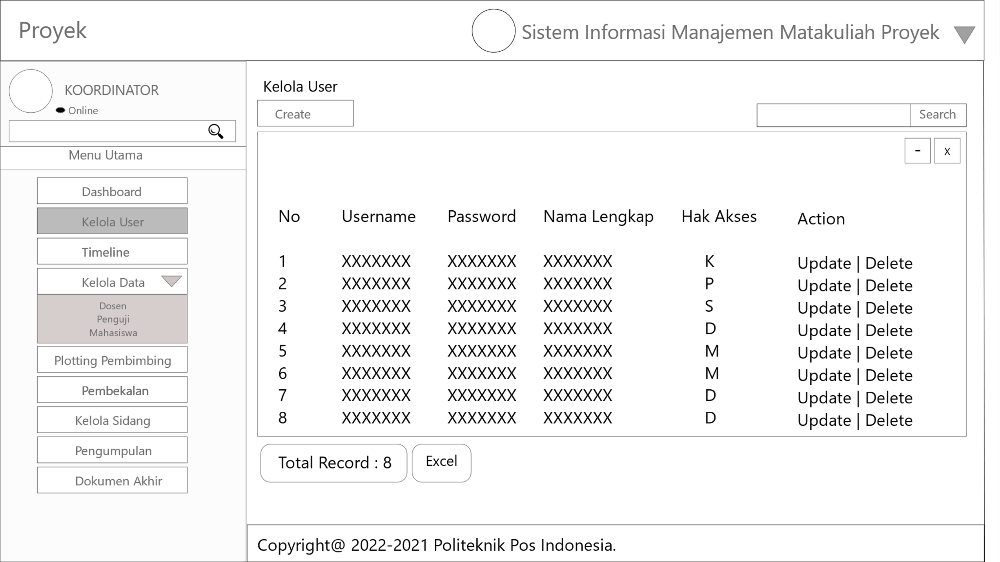 Proyek
Sistem Informasi Manajemen Matakuliah Proyek
KOORDINATOR
Online
Menu Utama
Dashboard
Kelola User
Timeline
Kelola Data
Dosen
Penguji
Mahasiswa
Plotting Pembimbing
Pembekalan
Kelola Sidang
Pengumpulan
Dokumen Akhir
Kelola User
Create
Search
- x
No Username Password Nama Lengkap Hak Akses Action
1 XXXXXXX XXXXXXX XXXXXXX K Update | Delete
2 XXXXXXX XXXXXXX XXXXXXX P Update | Delete
3 XXXXXXX XXXXXXX XXXXXXX S Update | Delete
4 XXXXXXX XXXXXXX XXXXXXX D Update | Delete
5 XXXXXXX XXXXXXX XXXXXXX M Update | Delete
6 XXXXXXX XXXXXXX XXXXXXX M Update | Delete
7 XXXXXXX XXXXXXX XXXXXXX D Update | Delete
8 XXXXXXX XXXXXXX XXXXXXX D Update | Delete
Total Record : 8
Excel
Copyright@ 2022-2021 Politeknik Pos Indonesia.